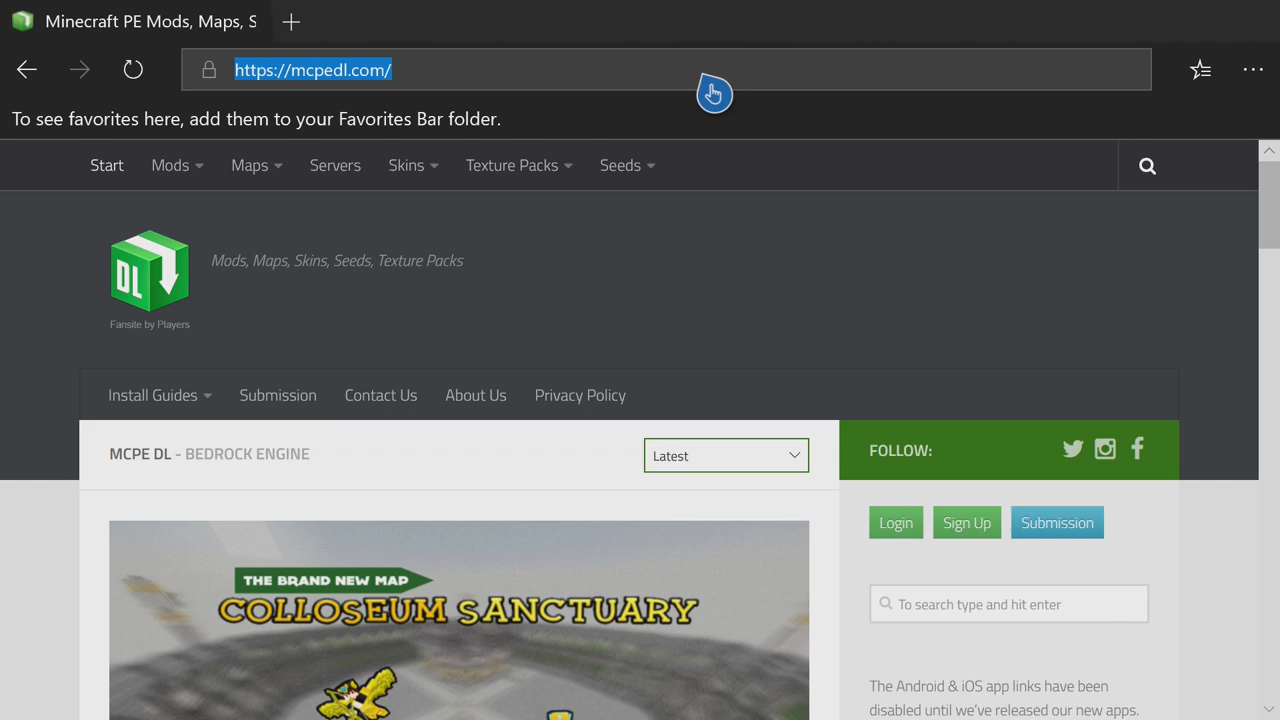 Minecraft PE Mods, Maps, S
https://mcpedl.com/
To see favorites here, add them to your Favorites Bar folder.
Start Mods Maps Servers Skins Texture Packs Seeds
DL
Mods, Maps, Skins, Seeds, Texture Packs
Fansite by Players
Install Guides Submission Contact Us About Us Privacy Policy
MCPE DL - BEDROCK ENGINE
Latest
FOLLOW:
Login Sign Up Submission
THE BRAND NEW MAP
COLLOSEUM SANCTUARY
To search type and hit enter
The Android & iOS app links have been
disabled until we've released our new apps.